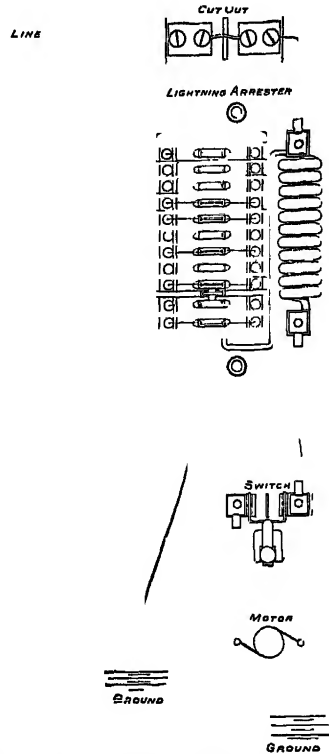 CUT OUT
LINE
LIGHTNING ARRESTER
SWITCH
MOTOR
GROUND
GROUND